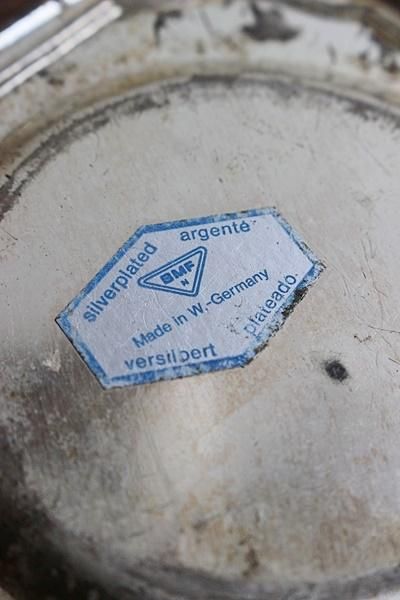 argenté
silverplated
BMF
N
Made in W.-Germany
plateado
versilbert